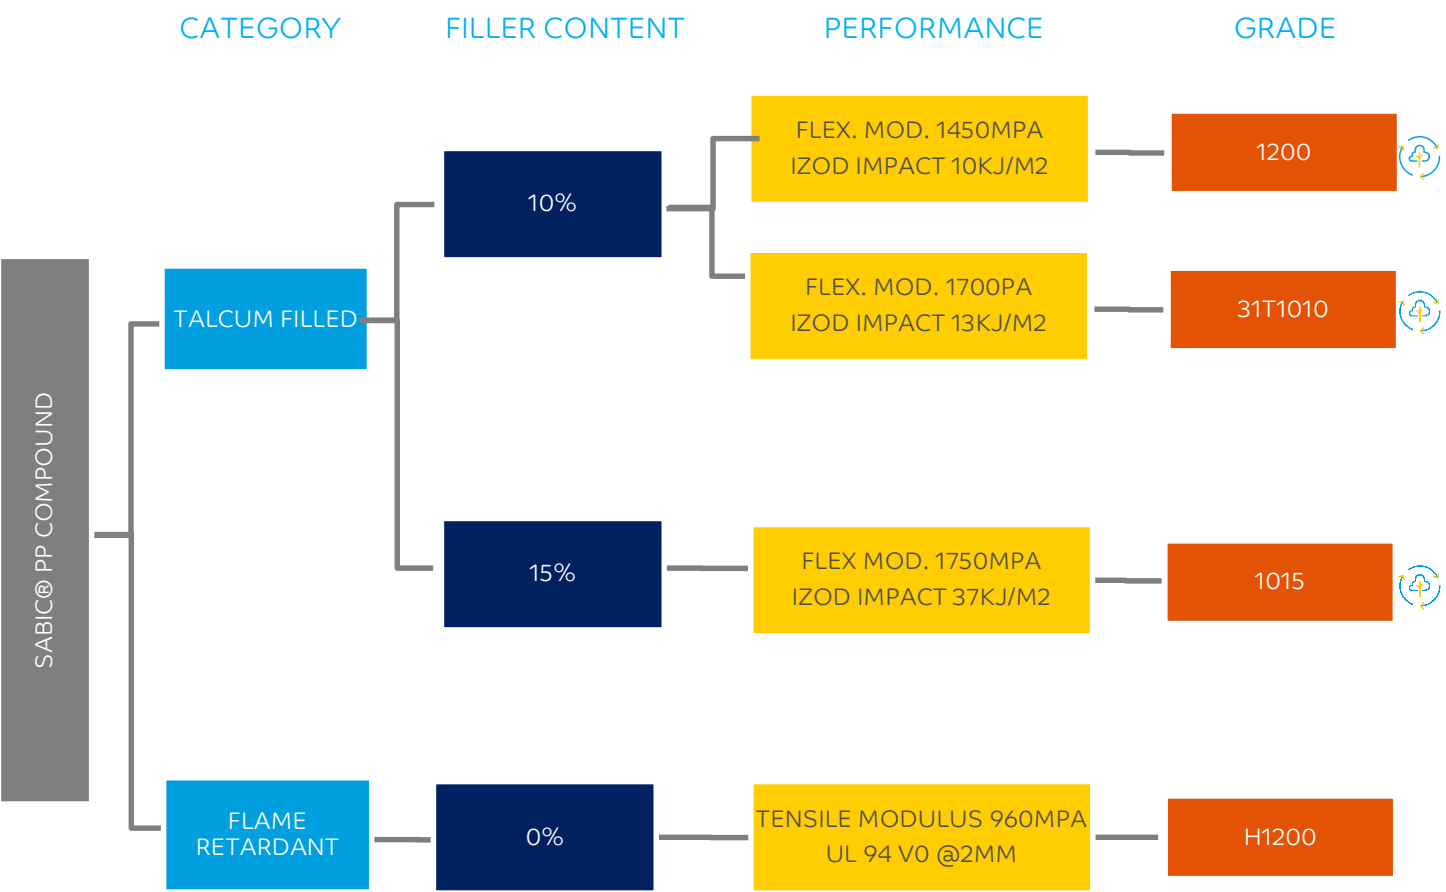 CATEGORY
FILLER CONTENT
PERFORMANCE
GRADE
SABIC® PP COMPOUND
TALCUM FILLED
10%
FLEX. MOD. 1450MPA
IZOD IMPACT 10KJ/M2
1200
FLEX. MOD. 1700PA
IZOD IMPACT 13KJ/M2
31T1010
15%
FLEX MOD. 1750MPA
IZOD IMPACT 37KJ/M2
1015
FLAME
RETARDANT
0%
TENSILE MODULUS 960MPA
UL 94 V0 @2MM
H1200